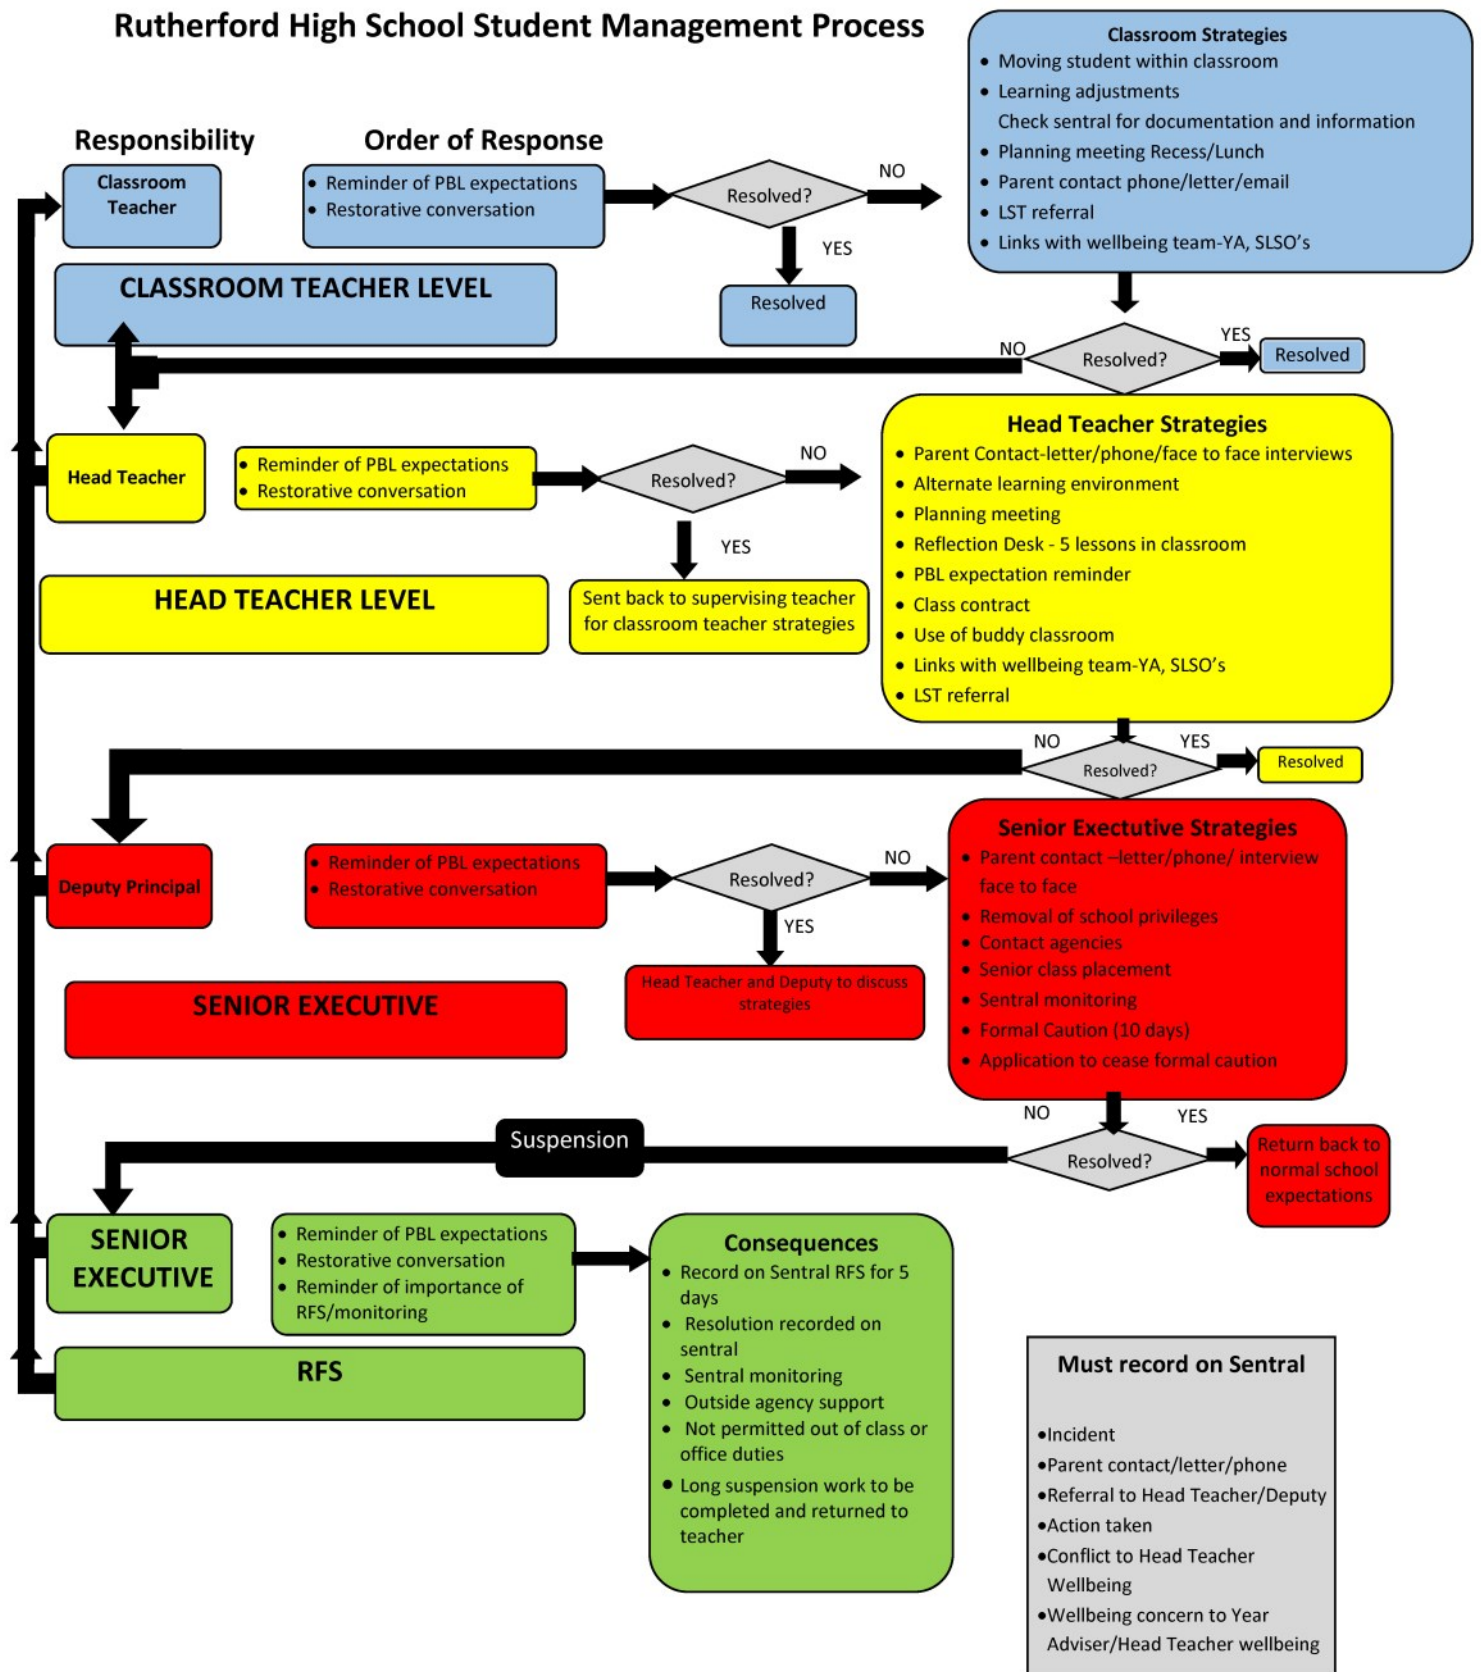 Rutherford High School Student Management Process
Classroom Strategies
• Moving student within classroom
• Learning adjustments
Check sentral for documentation and information
• Planning meeting Recess/Lunch
• Parent contact phone/letter/email
• LST referral
• Links with wellbeing team-YA, SLSO's
Responsibility
Order of Response
Classroom
Teacher
• Reminder of PBL expectations
• Restorative conversation
Resolved?
NO
YES
Resolved
CLASSROOM TEACHER LEVEL
Resolved?
NO
YES
Resolved
Head Teacher Strategies
• Parent Contact-letter/phone/face to face interviews
• Alternate learning environment
• Planning meeting
• Reflection Desk - 5 lessons in classroom
• PBL expectation reminder
• Class contract
• Use of buddy classroom
• Links with wellbeing team-YA, SLSO's
• LST referral
Head Teacher
• Reminder of PBL expectations
• Restorative conversation
Resolved?
NO
YES
Sent back to supervising teacher
for classroom teacher strategies
HEAD TEACHER LEVEL
NO
YES
Resolved?
Resolved
Senior Exectutive Strategies
• Parent contact –letter/phone/ interview
face to face
• Removal of school privileges
• Contact agencies
• Senior class placement
• Sentral monitoring
• Formal Caution (10 days)
• Application to cease formal caution
Deputy Principal
• Reminder of PBL expectations
• Restorative conversation
Resolved?
NO
YES
Head Teacher and Deputy to discuss
strategies
SENIOR EXECUTIVE
NO
YES
Resolved?
Return back to
normal school
expectations
Suspension
SENIOR
EXECUTIVE
• Reminder of PBL expectations
• Restorative conversation
• Reminder of importance of
RFS/monitoring
RFS
Consequences
• Record on Sentral RFS for 5
days
• Resolution recorded on
sentral
• Sentral monitoring
• Outside agency support
• Not permitted out of class or
office duties
• Long suspension work to be
completed and returned to
teacher
Must record on Sentral
•Incident
•Parent contact/letter/phone
•Referral to Head Teacher/Deputy
•Action taken
•Conflict to Head Teacher
Wellbeing
•Wellbeing concern to Year
Adviser/Head Teacher wellbeing